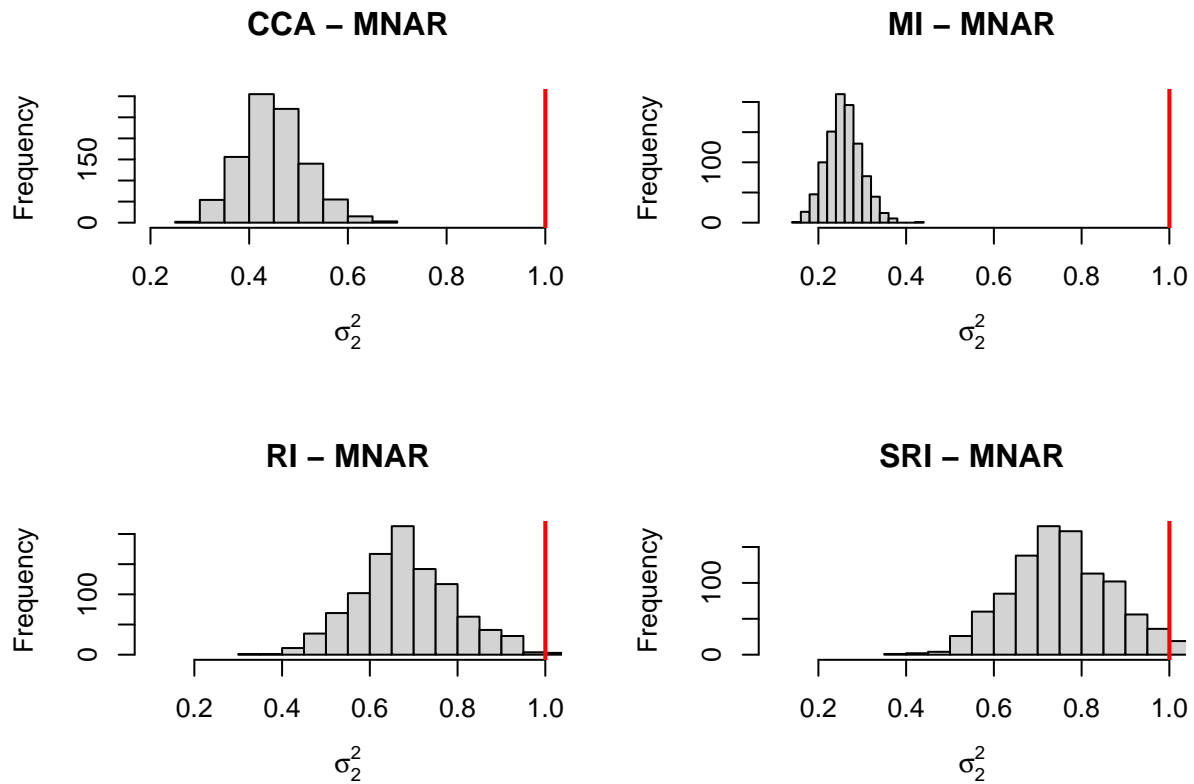 CCA – MNAR
Frequency
0 150
0.2 0.4 0.6 0.8 1.0
σ₂²
MI – MNAR
Frequency
0 100
0.2 0.4 0.6 0.8 1.0
σ₂²
RI – MNAR
Frequency
0 100
0.2 0.4 0.6 0.8 1.0
σ₂²
SRI – MNAR
Frequency
0 100
0.2 0.4 0.6 0.8 1.0
σ₂²